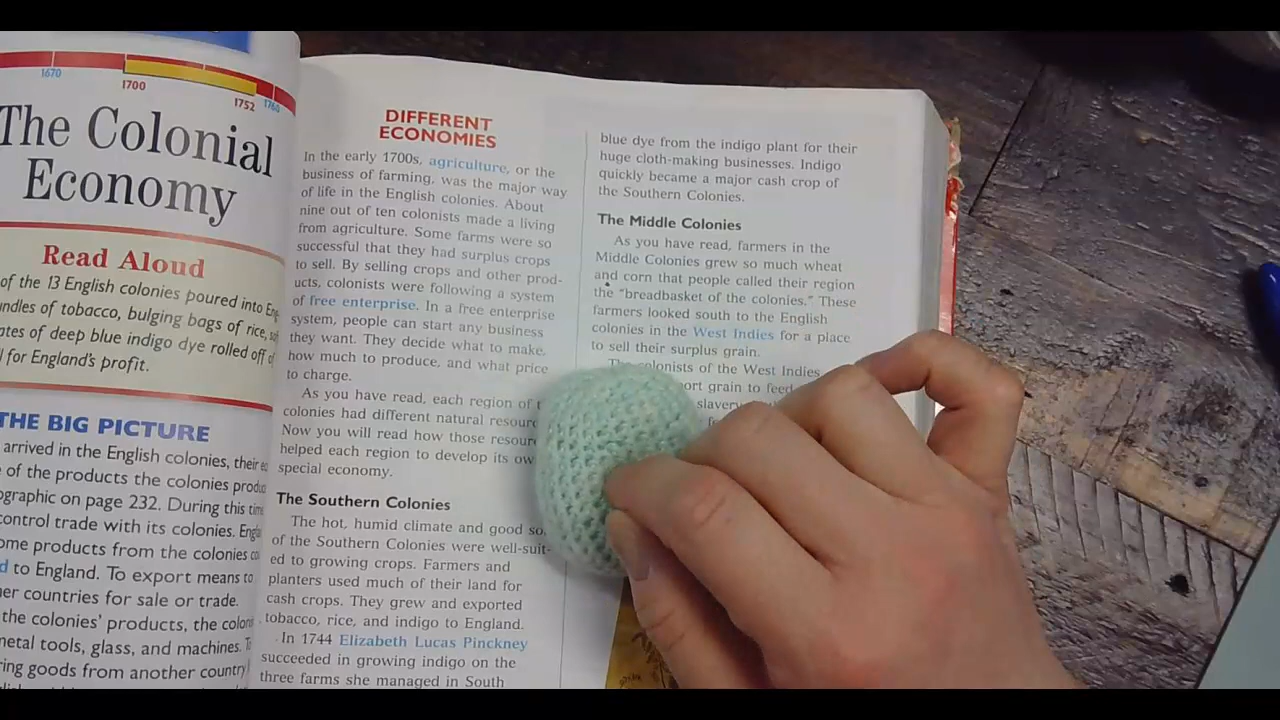 1670
1700
1752
1760
The Colonial
Economy
Read Aloud
of the 13 English colonies poured into
of tobacco, bulging bags of rice,
of deep blue indigo dye rolled off
for England's profit.
THE BIG PICTURE
arrived in the English colonies, their
of the products the colonies
on page 232. During this
control trade with its colonies.
products from the colonies
to England. To export means to
countries for sale or trade.
the colonies' products, the
metal tools, glass, and machines.
goods from another country
DIFFERENT
ECONOMIES
In the early 1700s, agriculture, or the
business of farming, was the major way
of life in the English colonies. About
nine out of ten colonists made a living
from agriculture. Some farms were so
successful that they had surplus crops
to sell. By selling crops and other prod-
ucts, colonists were following a system
of free enterprise. In a free enterprise
system, people can start any business
they want. They decide what to make,
how much to produce, and what price
to charge.
As you have read, each region of
colonies had different natural
Now you will read how those
helped each region to develop its
special economy.
The Southern Colonies
The hot, humid climate and good
of the Southern Colonies were well-suit-
ed to growing crops. Farmers and
planters used much of their land for
cash crops. They grew and exported
tobacco, rice, and indigo to England.
In 1744 Elizabeth Lucas Pinckney
succeeded in growing indigo on the
three farms she managed in South
blue dye from the indigo plant for their
huge cloth-making businesses. Indigo
quickly became a major cash crop of
the Southern Colonies.
The Middle Colonies
As you have read, farmers in the
Middle Colonies grew so much wheat
and corn that people called their region
the "breadbasket of the colonies." These
farmers looked south to the English
colonies in the West Indies for a place
to sell their surplus grain.
The colonists of the West Indies
grain to feed
slavery